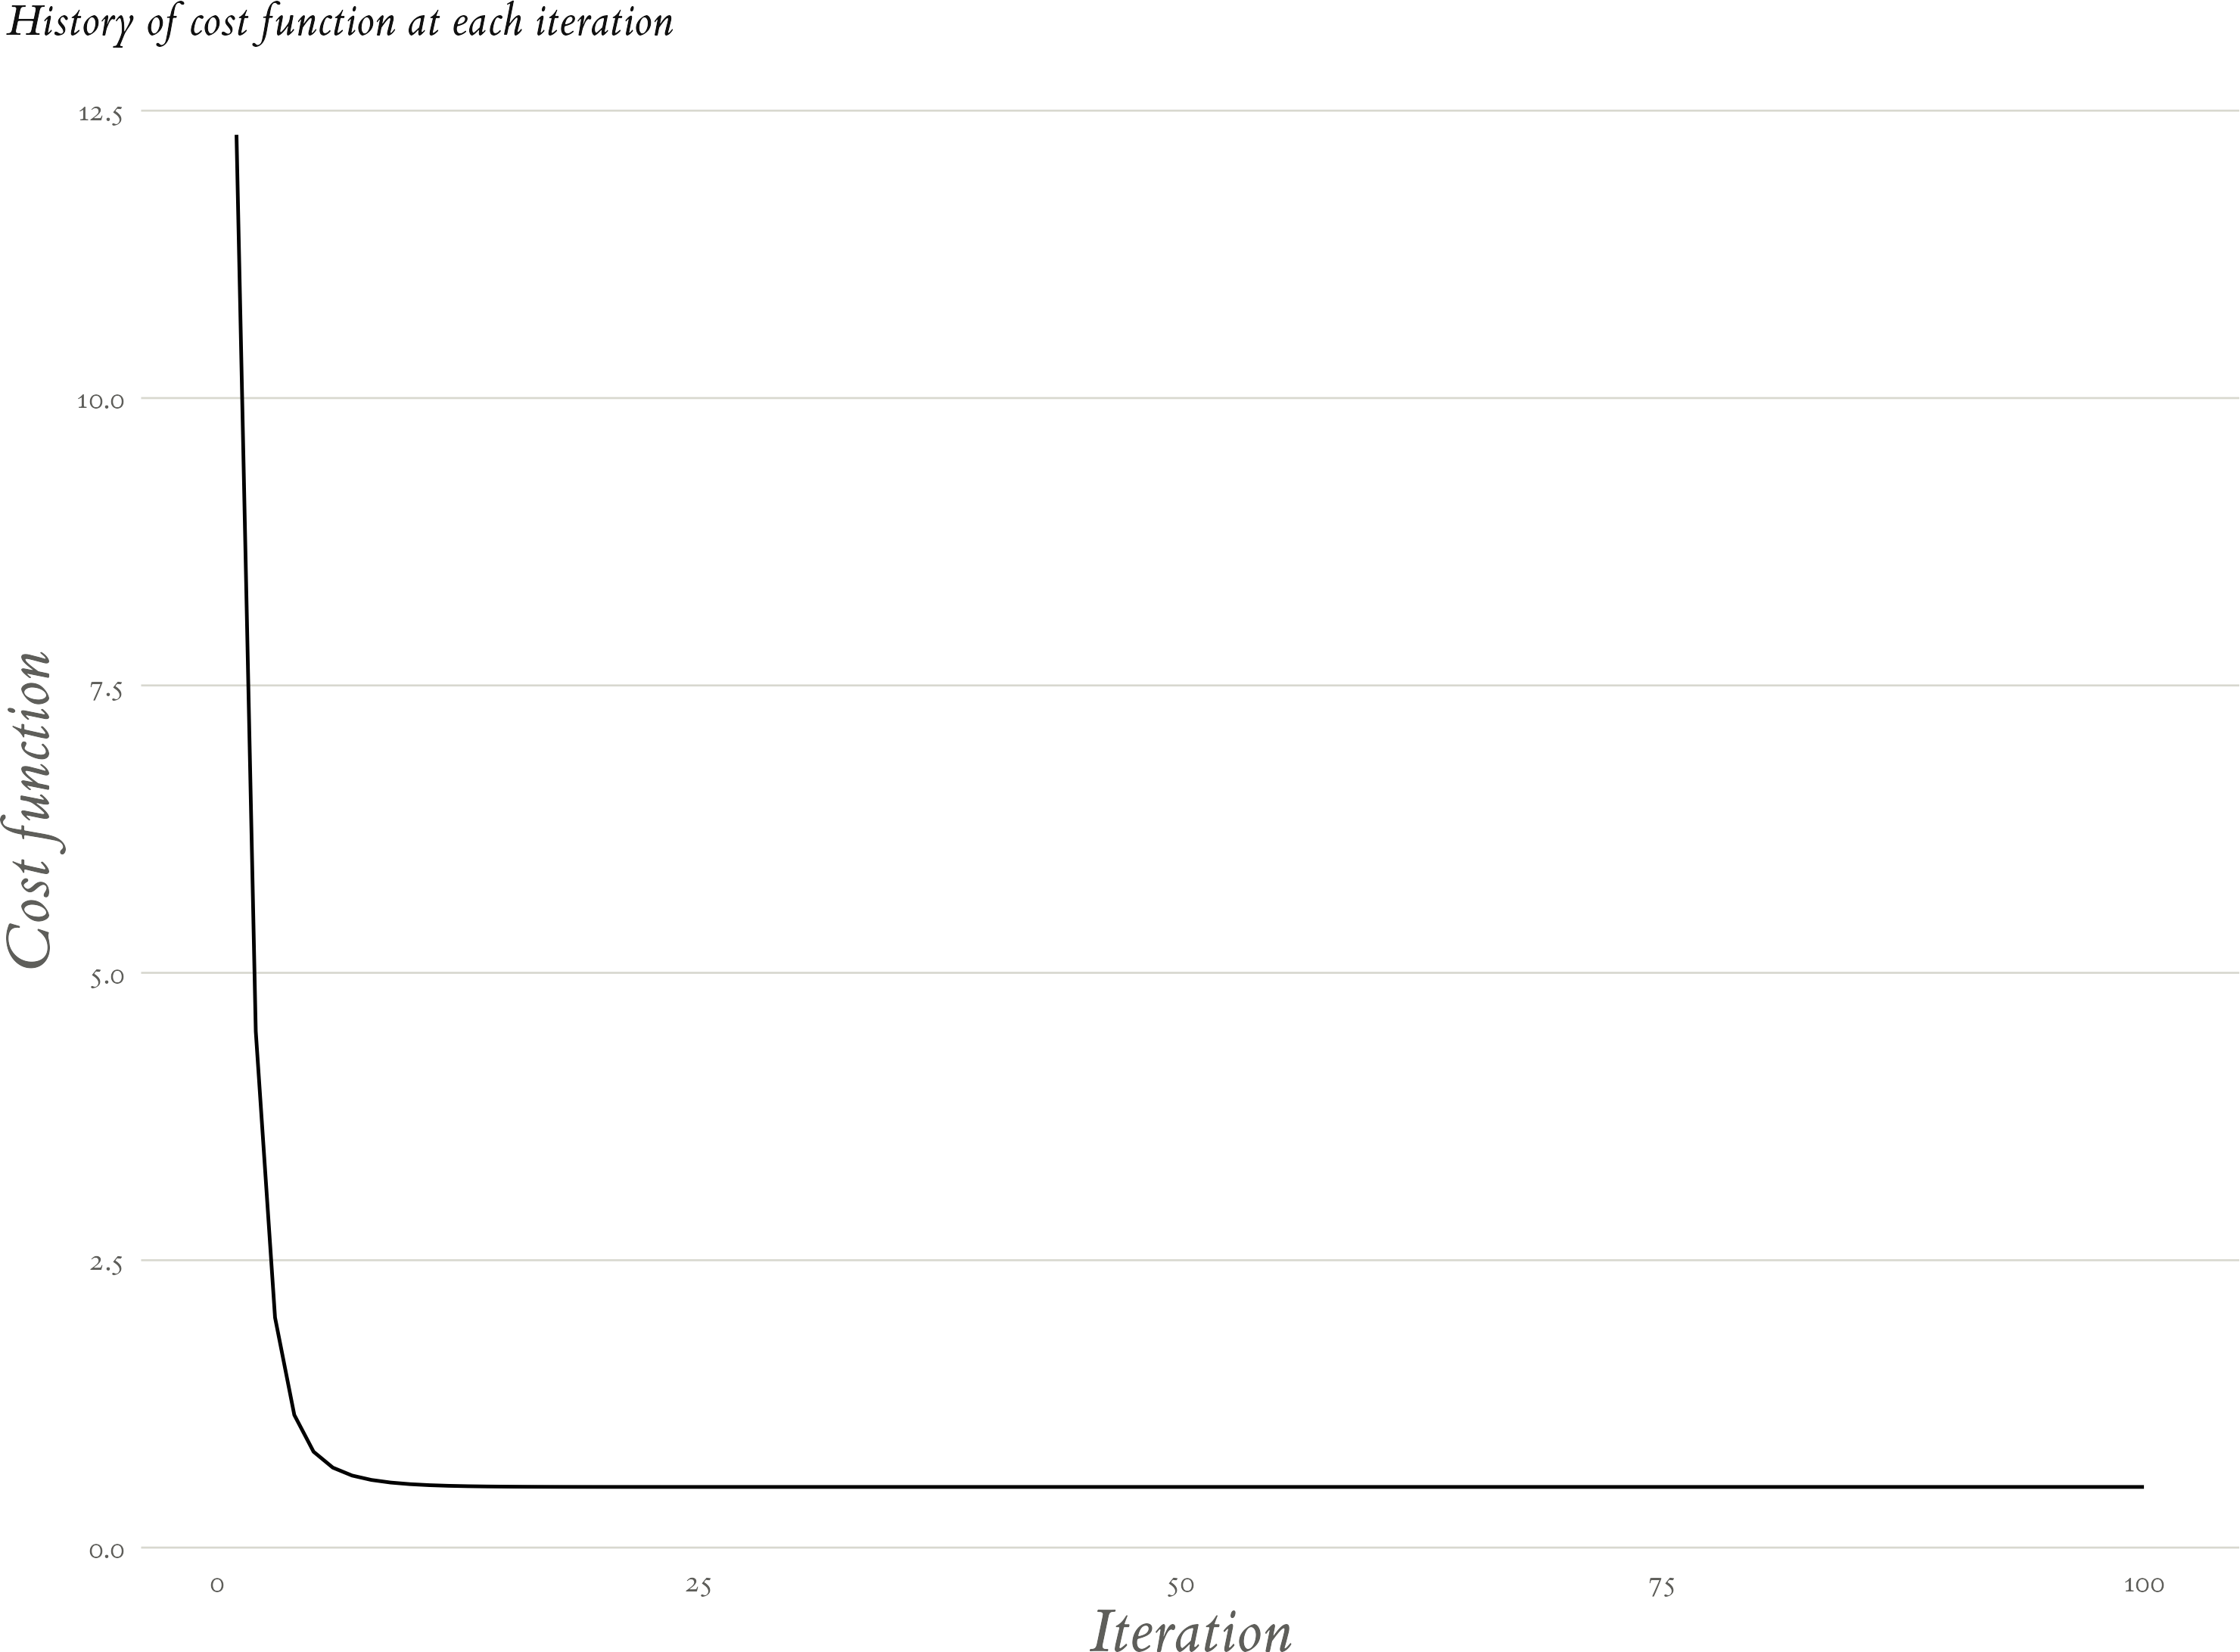 History of cost function at each iteration
12.5
10.0
7.5
5.0
2.5
0.0
Cost function
0 25 50 75 100
Iteration